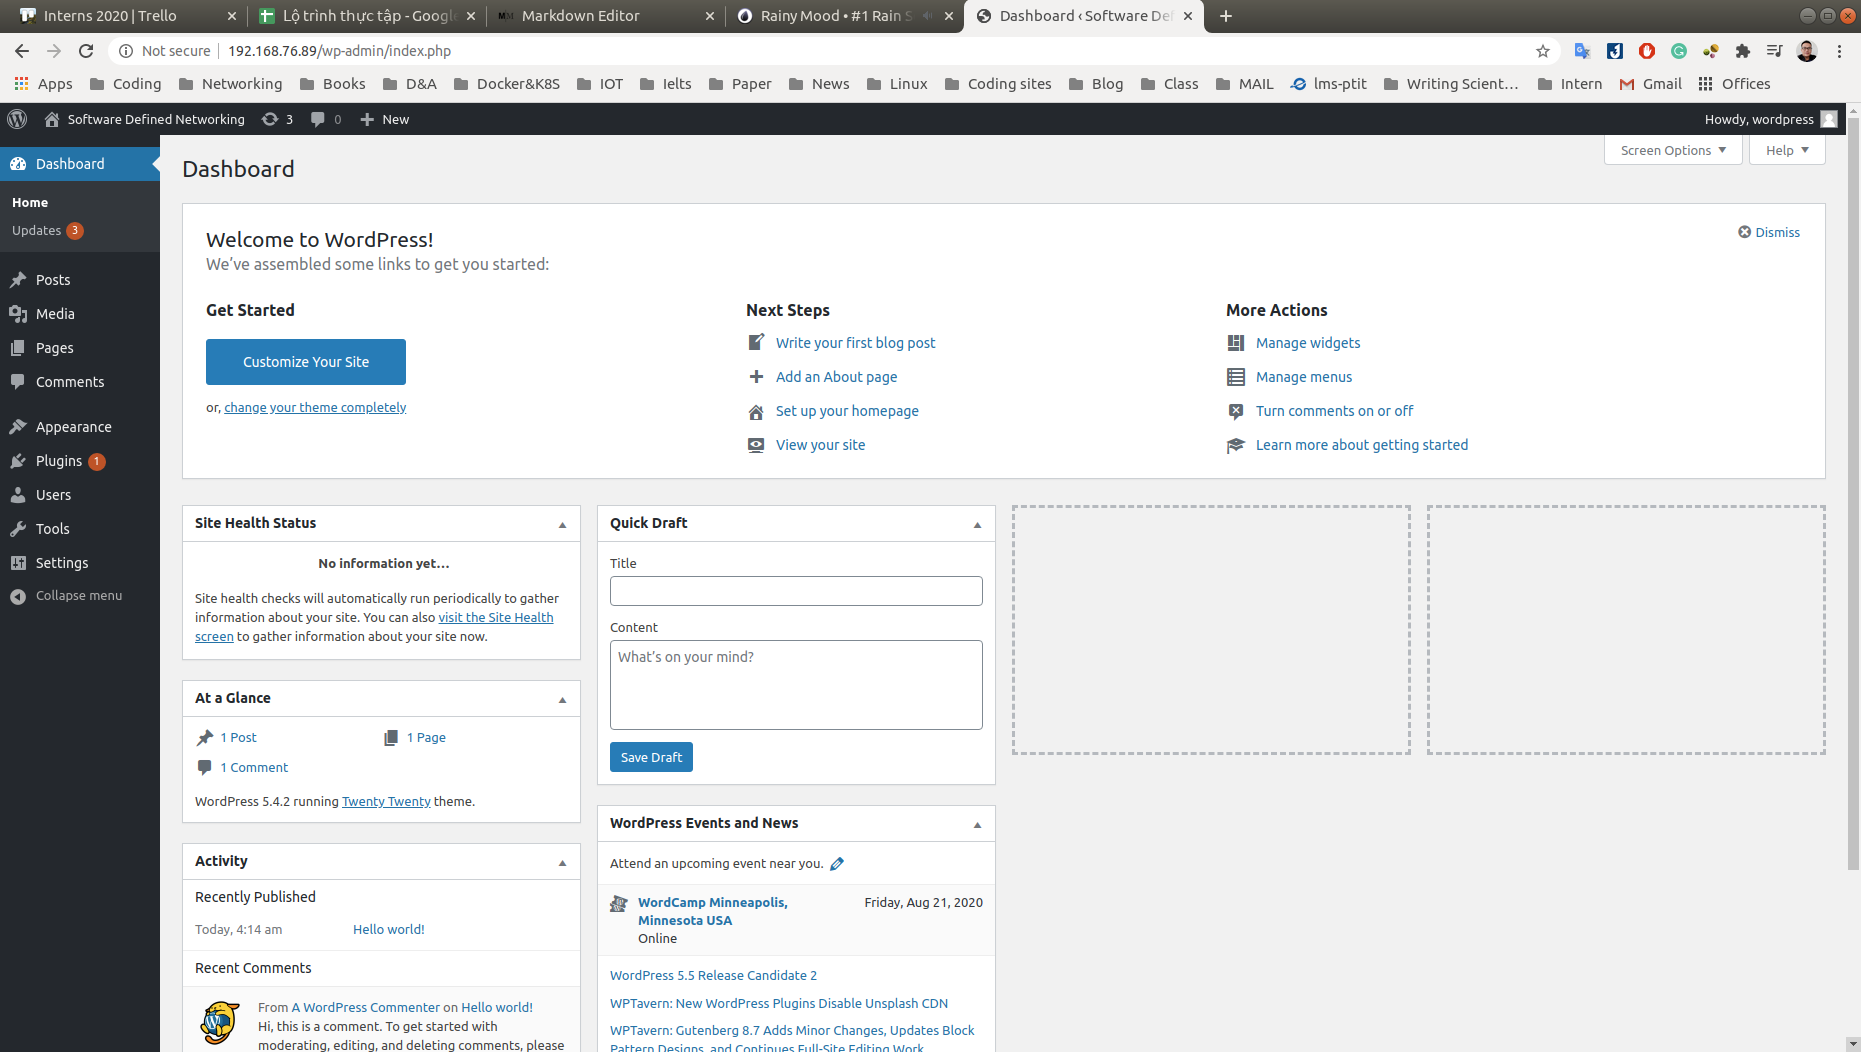 Interns 2020 | Trello
Lộ trình thực tập - Google
Markdown Editor
Rainy Mood • #1 Rain S
Dashboard ‹ Software Def
Not secure
192.168.76.89/wp-admin/index.php
Apps
Coding
Networking
Books
D&A
Docker&K8S
IOT
Ielts
Paper
News
Linux
Coding sites
Blog
Class
MAIL
lms-ptit
Writing Scient…
Intern
Gmail
Offices
Software Defined Networking
3
0
New
Howdy, wordpress
Dashboard
Home
Updates 3
Posts
Media
Pages
Comments
Appearance
Plugins 1
Users
Tools
Settings
Collapse menu
Dashboard
Screen Options
Help
Welcome to WordPress!
We’ve assembled some links to get you started:
Dismiss
Get Started
Customize Your Site
or, change your theme completely
Next Steps
Write your first blog post
Add an About page
Set up your homepage
View your site
More Actions
Manage widgets
Manage menus
Turn comments on or off
Learn more about getting started
Site Health Status
No information yet…
Site health checks will automatically run periodically to gather
information about your site. You can also visit the Site Health
screen to gather information about your site now.
At a Glance
1 Post
1 Page
1 Comment
WordPress 5.4.2 running Twenty Twenty theme.
Activity
Recently Published
Today, 4:14 am
Hello world!
Recent Comments
From A WordPress Commenter on Hello world!
Hi, this is a comment. To get started with
moderating, editing, and deleting comments, please
Quick Draft
Title
Content
What’s on your mind?
Save Draft
WordPress Events and News
Attend an upcoming event near you.
WordCamp Minneapolis,
Minnesota USA
Friday, Aug 21, 2020
Online
WordPress 5.5 Release Candidate 2
WPTavern: New WordPress Plugins Disable Unsplash CDN
WPTavern: Gutenberg 8.7 Adds Minor Changes, Updates Block
Pattern Designs, and Continues Full-Site Editing Work